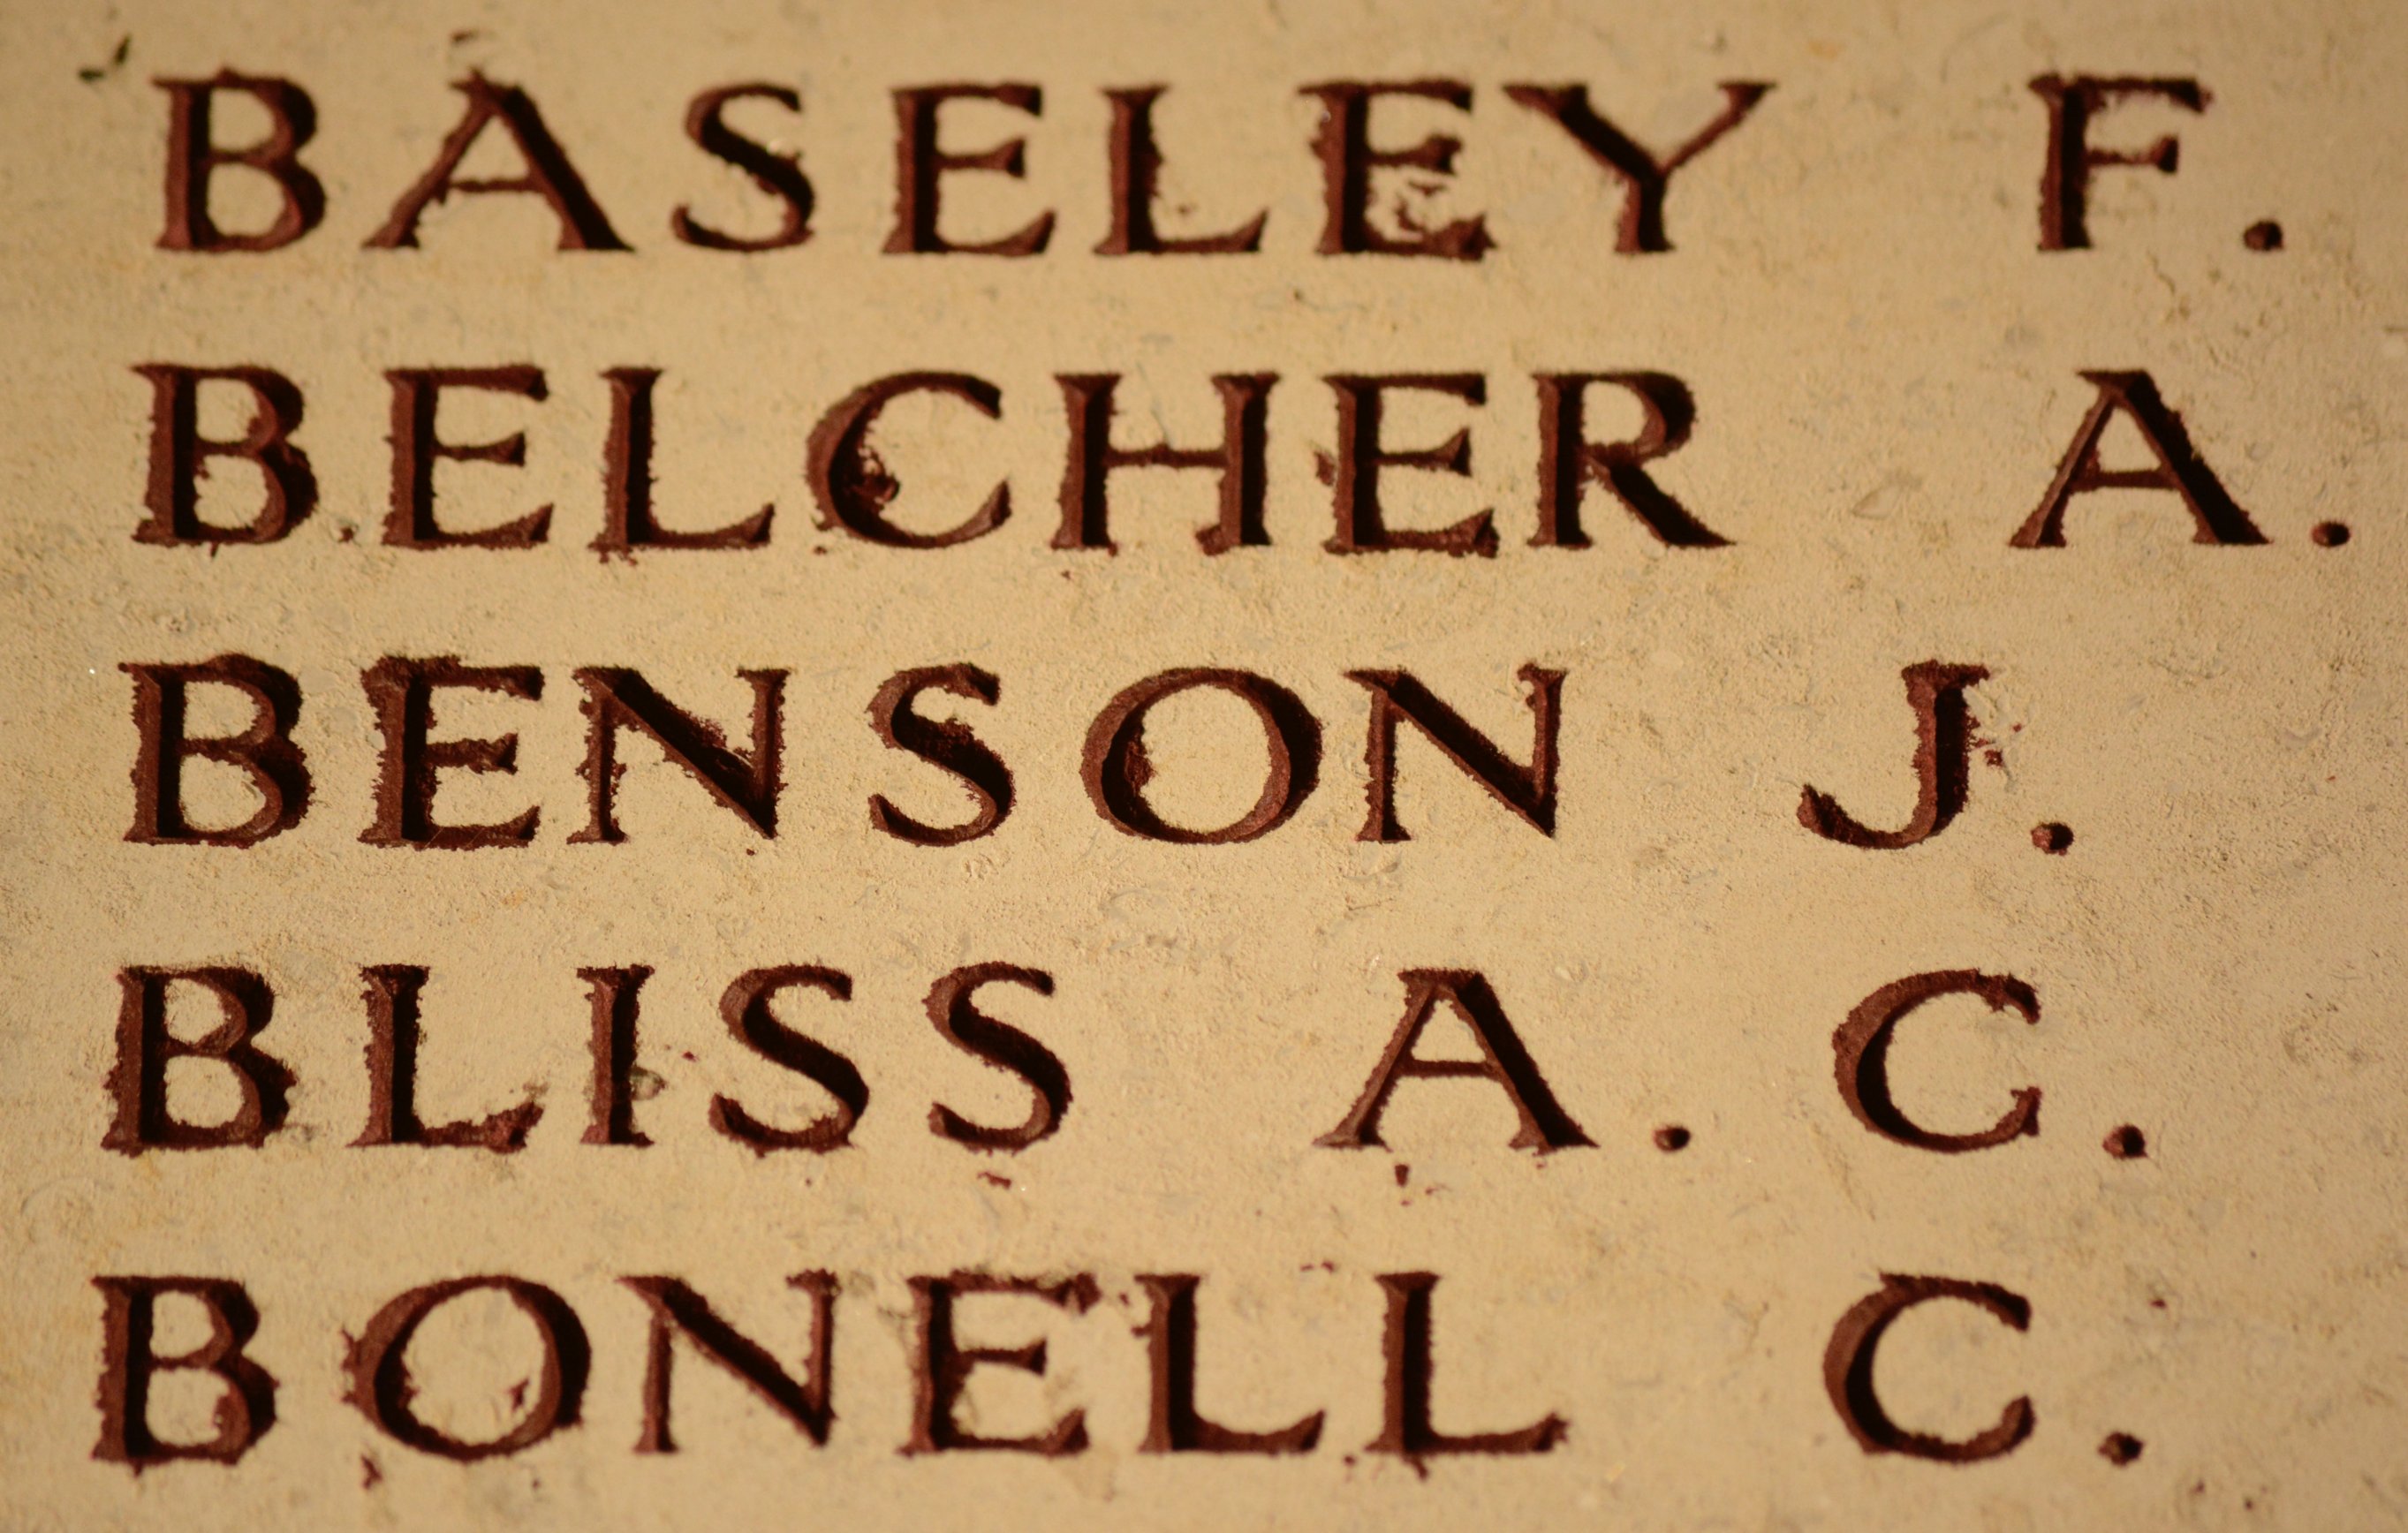 BASELEY F.
BELCHER A.
BENSON J.
BLISS A. C.
BONELL C.